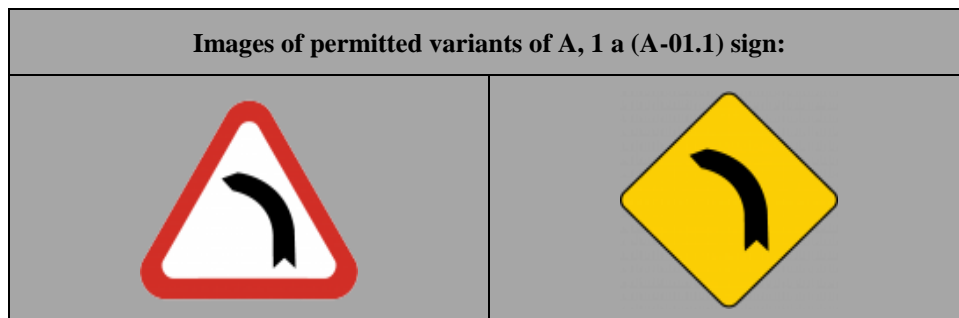 Images of permitted variants of A, 1 a (A-01.1) sign: